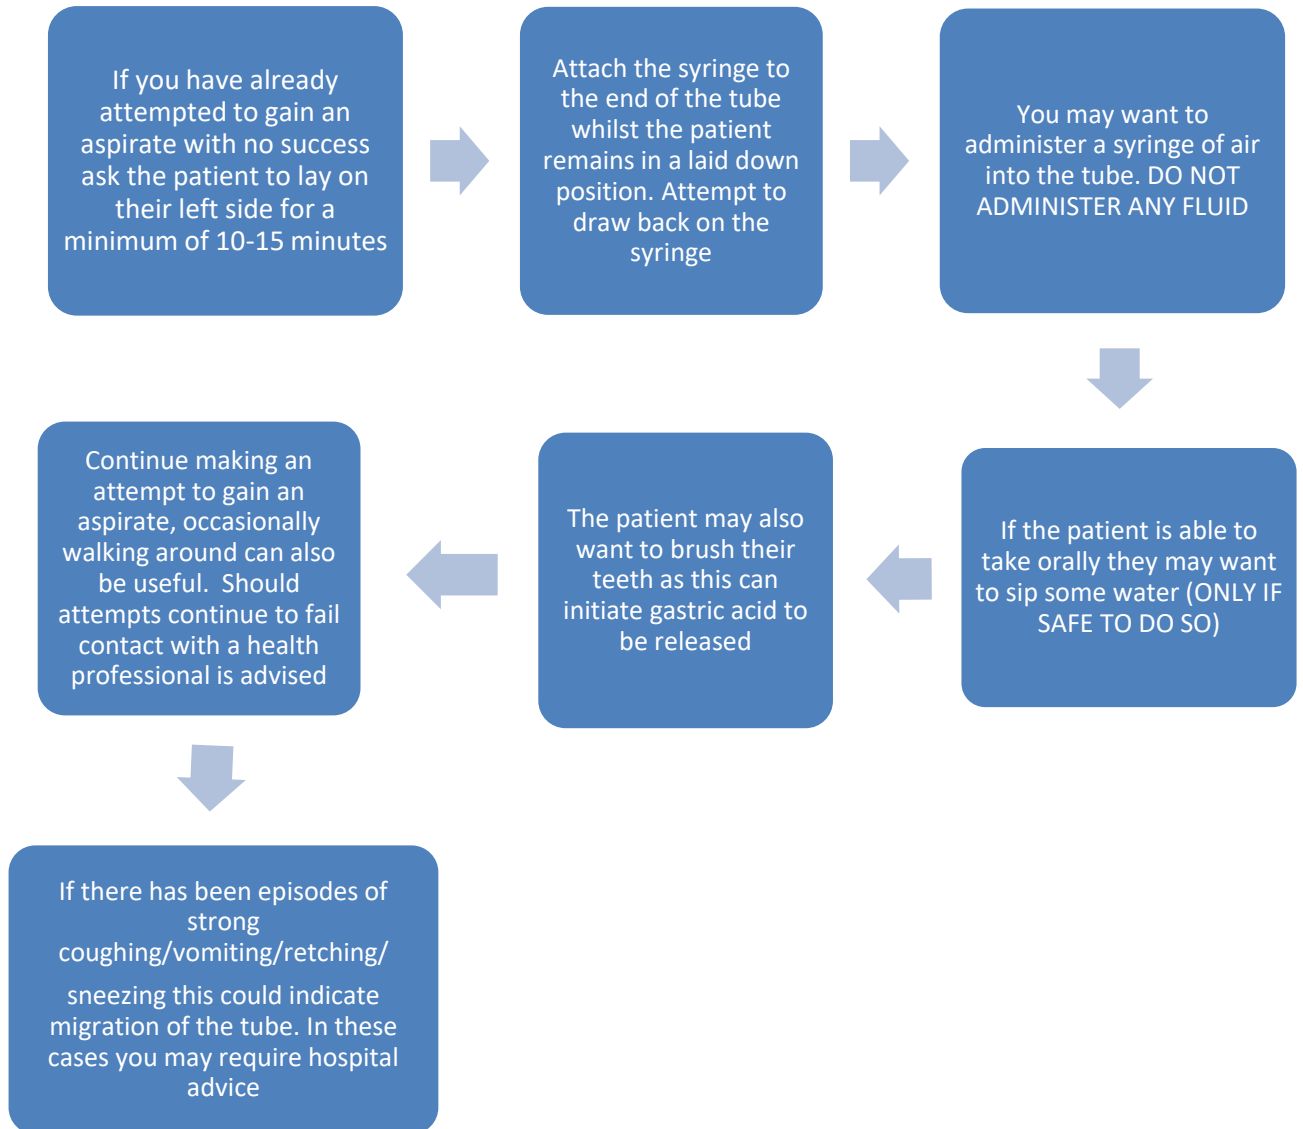 If you have already
attempted to gain an
aspirate with no success
ask the patient to lay on
their left side for a
minimum of 10-15 minutes
Attach the syringe to
the end of the tube
whilst the patient
remains in a laid down
position. Attempt to
draw back on the
syringe
You may want to
administer a syringe of air
into the tube. DO NOT
ADMINISTER ANY FLUID
If the patient is able to
take orally they may want
to sip some water (ONLY IF
SAFE TO DO SO)
The patient may also
want to brush their
teeth as this can
initiate gastric acid to
be released
Continue making an
attempt to gain an
aspirate, occasionally
walking around can also
be useful.  Should
attempts continue to fail
contact with a health
professional is advised
If there has been episodes of
strong
coughing/vomiting/retching/
sneezing this could indicate
migration of the tube. In these
cases you may require hospital
advice